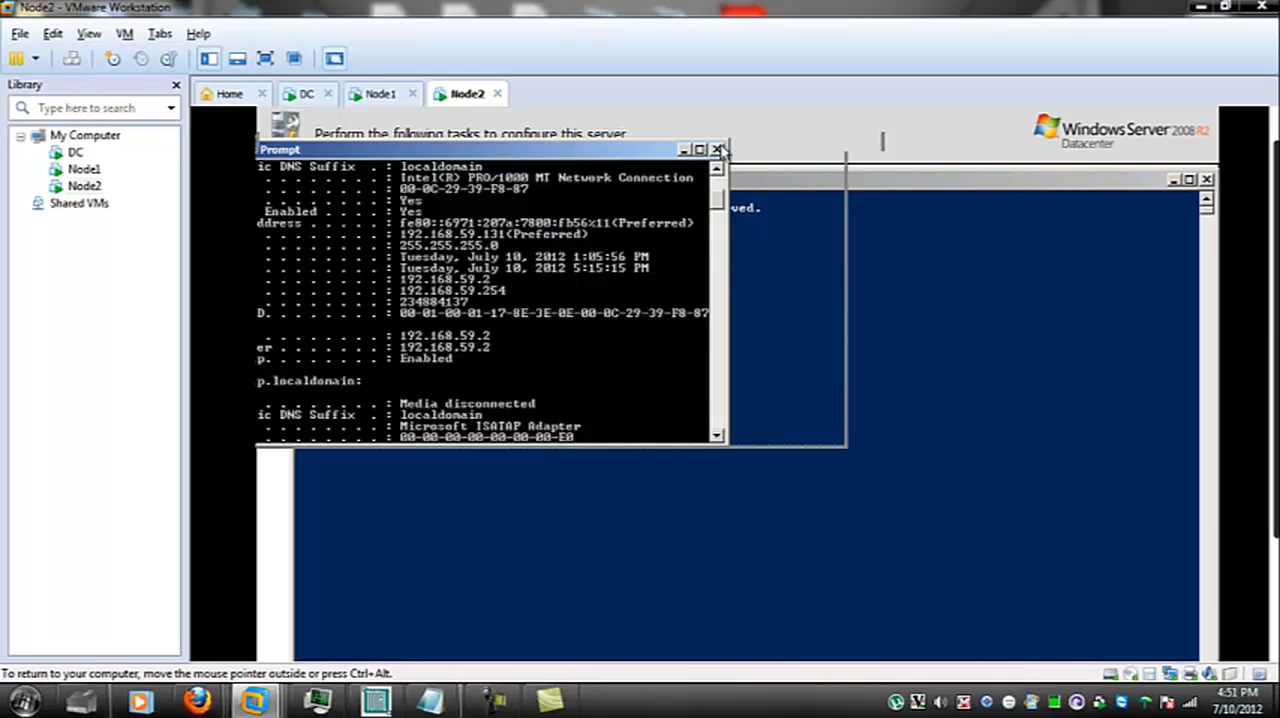 Node2 - VMware Workstation
File Edit View VM Tabs Help
Library
Type here to search
My Computer
DC
Node1
Node2
Shared VMs
Home DC Node1 Node2
Perform the following tasks to configure this server
Windows Server 2008 R2
Datacenter
Prompt
ic DNS Suffix . : localdomain
. . . . . . . . : Intel(R) PRO/1000 MT Network Connection
. . . . . . . . : 00-0C-29-39-F8-87
. . . . . . . . : Yes
Enabled . . . . : Yes
ddress . . . . . : fe80::6971:207a:7800:fb56%11(Preferred)
. . . . . . . . : 192.168.59.131(Preferred)
. . . . . . . . : 255.255.255.0
. . . . . . . . : Tuesday, July 10, 2012 1:05:56 PM
. . . . . . . . : Tuesday, July 10, 2012 5:15:15 PM
. . . . . . . . : 192.168.59.2
. . . . . . . . : 192.168.59.254
. . . . . . . . : 234884137
D. . . . . . . . : 00-01-00-01-17-8E-3E-0E-00-0C-29-39-F8-87
. . . . . . . . : 192.168.59.2
er . . . . . . . : 192.168.59.2
p. . . . . . . . : Enabled
p.localdomain:
. . . . . . . . : Media disconnected
ic DNS Suffix . : localdomain
. . . . . . . . : Microsoft ISATAP Adapter
. . . . . . . . : 00-00-00-00-00-00-00-E0
ved.
To return to your computer, move the mouse pointer outside or press Ctrl+Alt.
4:51 PM
7/10/2012